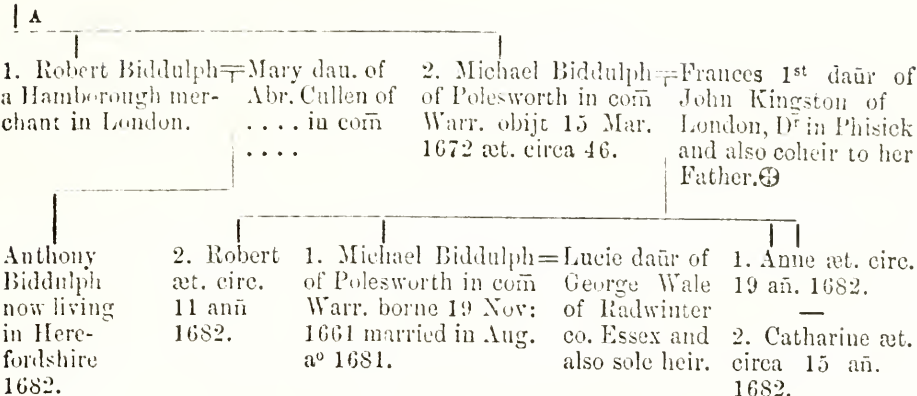 A
1. Robert Biddulph=Mary dau. of
a Hamborough mer-
chant in London.
Abr. Cullen of
.... in com̄
....
2. Michael Biddulph=Frances 1st daūr of
of Polesworth in com̄
Warr. obijt 15 Mar.
1672 æt. circa 46.
John Kingston of
London, Dr in Phisick
and also coheir to her
Father.⊕
Anthony
Biddulph
now living
in Here-
fordshire
1682.
2. Robert
æt. circ.
11 ann̄
1682.
1. Michael Biddulph=Lucie daūr of
of Polesworth in com̄
Warr. borne 19 Nov:
1661 married in Aug.
ao 1681.
George Wale
of Radwinter
co. Essex and
also sole heir.
1. Anne æt. circ.
19 an̄. 1682.
—
2. Catharine æt.
circa 15 an̄.
1682.